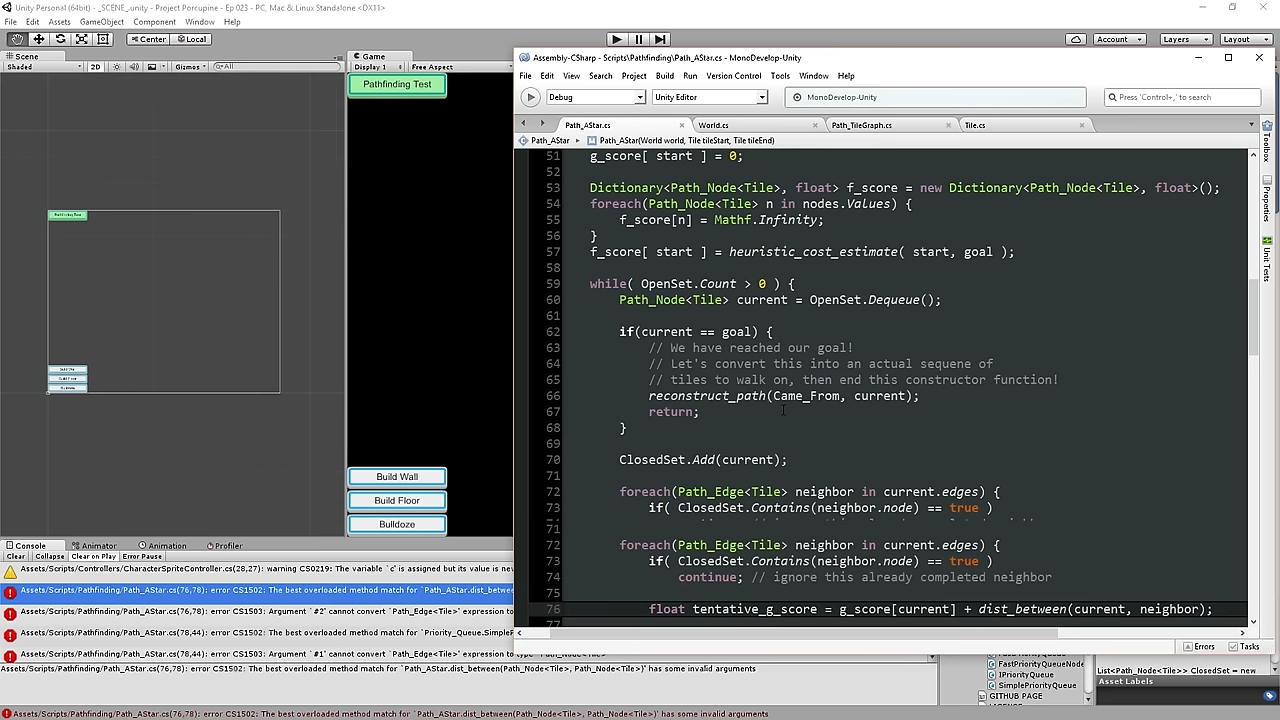 Unity Personal (64bit) - _SCENE_.unity - Project Porcupine - Ep 023 - PC, Mac & Linux Standalone <DX11>
File Edit Assets GameObject Component Window Help
Center Local
Account Layers Layout
Scene
Shaded 2D Gizmos All
Game
Display 1 Free Aspect
Pathfinding Test
Pathfinding Test
Build Wall
Build Floor
Bulldoze
Assembly-CSharp - Scripts\Pathfinding\Path_AStar.cs - MonoDevelop-Unity
File Edit View Search Project Build Run Version Control Tools Window Help
Debug Unity Editor MonoDevelop-Unity Press 'Control+,' to search
Path_AStar.cs World.cs Path_TileGraph.cs Tile.cs
Path_AStar Path_AStar(World world, Tile tileStart, Tile tileEnd)
51 g_score[ start ] = 0;
52
53 Dictionary<Path_Node<Tile>, float> f_score = new Dictionary<Path_Node<Tile>, float>();
54 foreach(Path_Node<Tile> n in nodes.Values) {
55 f_score[n] = Mathf.Infinity;
56 }
57 f_score[ start ] = heuristic_cost_estimate( start, goal );
58
59 while( OpenSet.Count > 0 ) {
60 Path_Node<Tile> current = OpenSet.Dequeue();
61
62 if(current == goal) {
63 // We have reached our goal!
64 // Let's convert this into an actual sequene of
65 // tiles to walk on, then end this constructor function!
66 reconstruct_path(Came_From, current);
67 return;
68 }
69
70 ClosedSet.Add(current);
71
72 foreach(Path_Edge<Tile> neighbor in current.edges) {
73 if( ClosedSet.Contains(neighbor.node) == true )
71
72 foreach(Path_Edge<Tile> neighbor in current.edges) {
73 if( ClosedSet.Contains(neighbor.node) == true )
74 continue; // ignore this already completed neighbor
75
76 float tentative_g_score = g_score[current] + dist_between(current, neighbor);
77
Toolbox
Properties
Unit Tests
Errors Tasks
Console Animator Animation Profiler
Clear Collapse Clear on Play Error Pause
Assets/Scripts/Controllers/CharacterSpriteController.cs(28,27): warning CS0219: The variable `c' is assigned but its value is nev
Assets/Scripts/Pathfinding/Path_AStar.cs(76,78): error CS1502: The best overloaded method match for `Path_AStar.dist_betwee
Assets/Scripts/Pathfinding/Path_AStar.cs(76,78): error CS1503: Argument `#2' cannot convert `Path_Edge<Tile>' expression to
Assets/Scripts/Pathfinding/Path_AStar.cs(78,44): error CS1502: The best overloaded method match for `Priority_Queue.SimpleP
Assets/Scripts/Pathfinding/Path_AStar.cs(78,44): error CS1503: Argument `#1' cannot convert `Path_Edge<Tile>' expression to type
Assets/Scripts/Pathfinding/Path_AStar.cs(76,78): error CS1502: The best overloaded method match for `Path_AStar.dist_between(Path_Node<Tile>, Path_Node<Tile>)' has some invalid arguments
FastPriorityQueueNode
IPriorityQueue
SimplePriorityQueue
GITHUB PAGE
List<Path_Node<Tile>> ClosedSet = new
Asset Labels
Assets/Scripts/Pathfinding/Path_AStar.cs(76,78): error CS1502: The best overloaded method match for `Path_AStar.dist_between(Path_Node<Tile>, Path_Node<Tile>)' has some invalid arguments